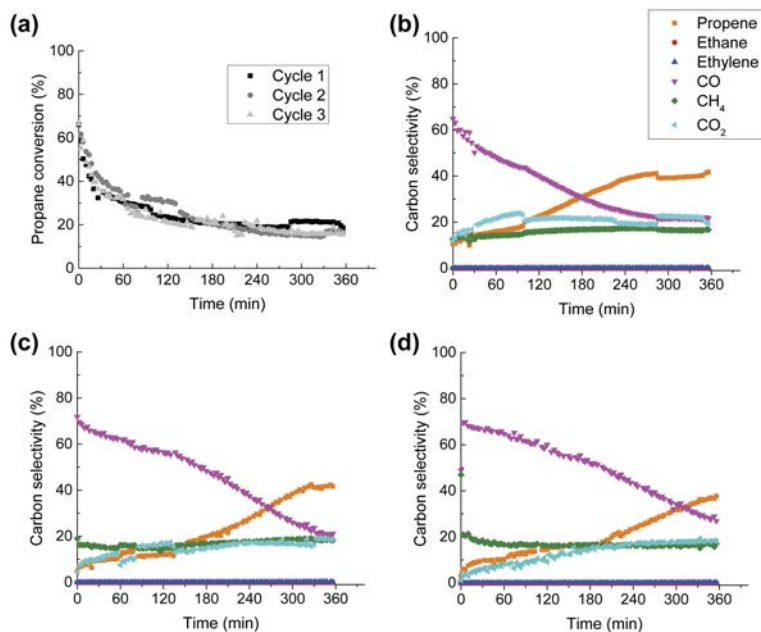 (a)
Propane conversion (%)
100
80
60
40
20
0
Cycle 1
Cycle 2
Cycle 3
0 60 120 180 240 300 360
Time (min)
(b)
Carbon selectivity (%)
100
80
60
40
20
0
Propene
Ethane
Ethylene
CO
CH₄
CO₂
0 60 120 180 240 300 360
Time (min)
(c)
Carbon selectivity (%)
100
80
60
40
20
0
0 60 120 180 240 300 360
Time (min)
(d)
Carbon selectivity (%)
100
80
60
40
20
0
0 60 120 180 240 300 360
Time (min)